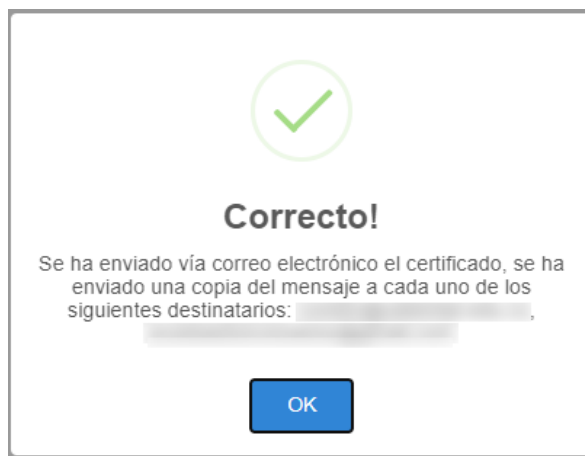 Correcto!
Se ha enviado vía correo electrónico el certificado, se ha
enviado una copia del mensaje a cada uno de los
siguientes destinatarios: ,
OK